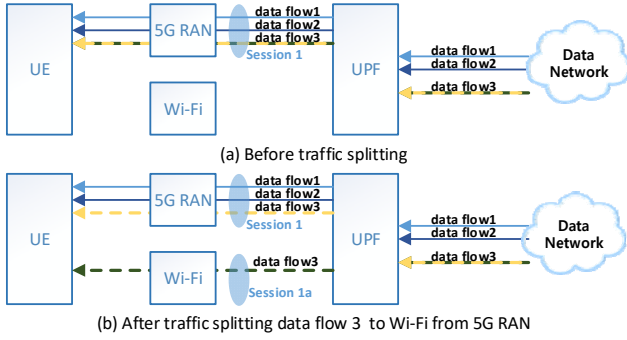 data flow1
5G RAN
data flow2
data flow3
Session 1
UE
UPF
Wi-Fi
data flow1
data flow2
data flow3
Data
Network
(a) Before traffic splitting
data flow1
5G RAN
data flow2
data flow3
Session 1
UE
UPF
data flow1
data flow2
data flow3
Data
Network
data flow3
Wi-Fi
Session 1a
(b) After traffic splitting data flow 3 to Wi-Fi from 5G RAN